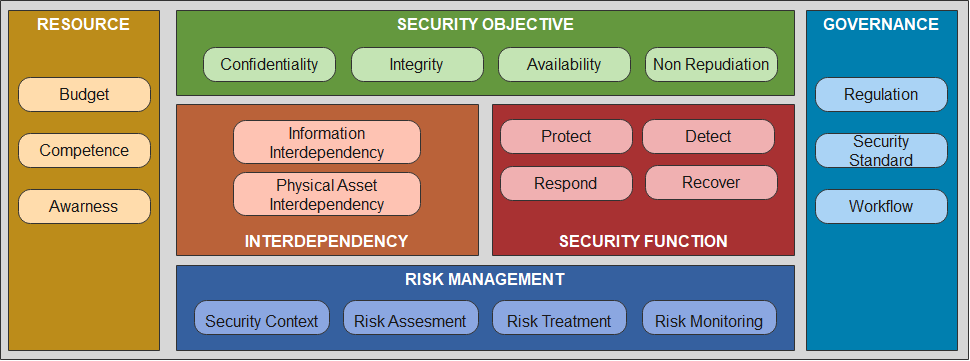 RESOURCE
Budget
Competence
Awarness
SECURITY OBJECTIVE
Confidentiality
Integrity
Availability
Non Repudiation
Information
Interdependency
Physical Asset
Interdependency
INTERDEPENDENCY
Protect
Detect
Respond
Recover
SECURITY FUNCTION
RISK MANAGEMENT
Security Context
Risk Assesment
Risk Treatment
Risk Monitoring
GOVERNANCE
Regulation
Security
Standard
Workflow